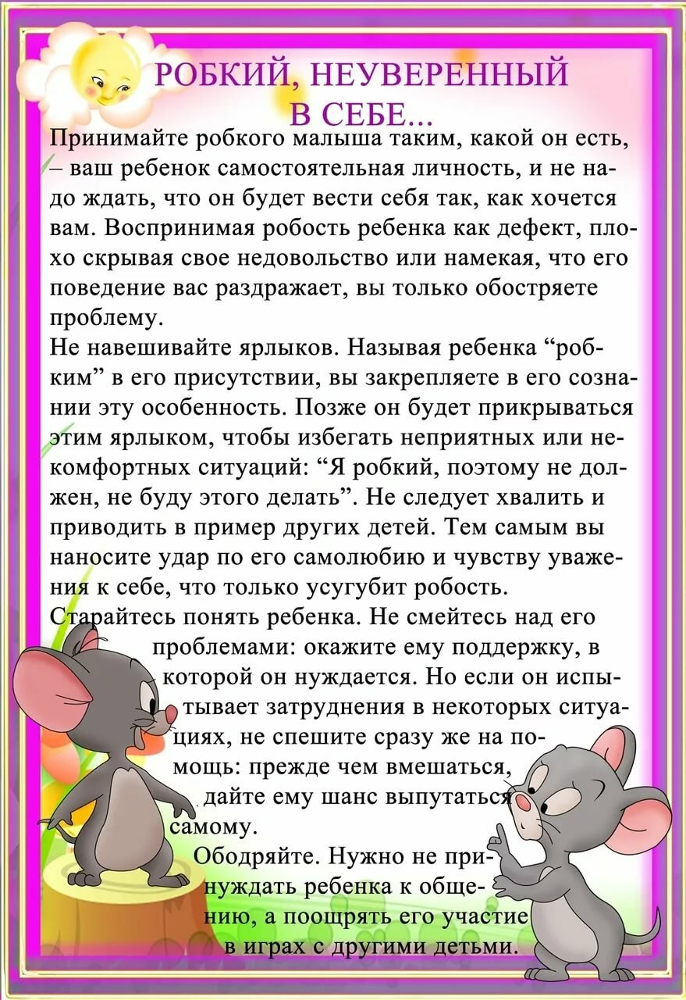 РОБКИЙ, НЕУВЕРЕННЫЙ
В СЕБЕ...
Принимайте робкого малыша таким, какой он есть,
– ваш ребенок самостоятельная личность, и не на-
до ждать, что он будет вести себя так, как хочется
вам. Воспринимая робость ребенка как дефект, пло-
хо скрывая свое недовольство или намекая, что его
поведение вас раздражает, вы только обостряете
проблему.
Не навешивайте ярлыков. Называя ребенка “роб-
ким” в его присутствии, вы закрепляете в его созна-
нии эту особенность. Позже он будет прикрываться
этим ярлыком, чтобы избегать неприятных или не-
комфортных ситуаций: “Я робкий, поэтому не дол-
жен, не буду этого делать”. Не следует хвалить и
приводить в пример других детей. Тем самым вы
наносите удар по его самолюбию и чувству уваже-
ния к себе, что только усугубит робость.
Старайтесь понять ребенка. Не смейтесь над его
проблемами: окажите ему поддержку, в
которой он нуждается. Но если он испы-
тывает затруднения в некоторых ситуа-
циях, не спешите сразу же на по-
мощь: прежде чем вмешаться,
дайте ему шанс выпутаться
самому.
Ободряйте. Нужно не при-
нуждать ребенка к обще-
нию, а поощрять его участие
в играх с другими детьми.